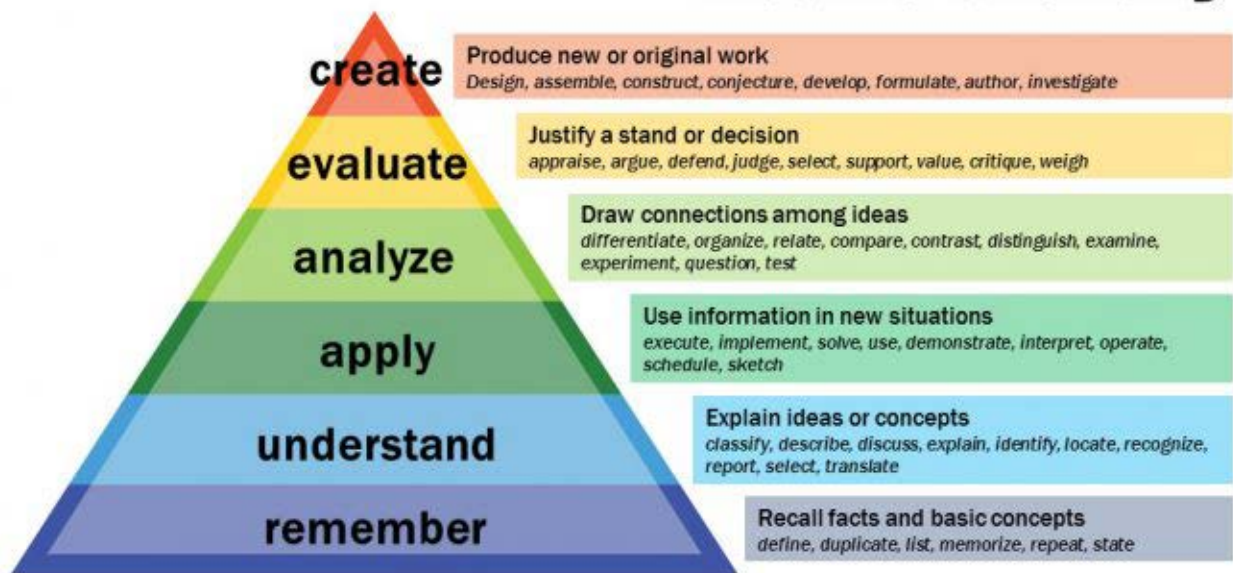 create
Produce new or original work
Design, assemble, construct, conjecture, develop, formulate, author, investigate
evaluate
Justify a stand or decision
appraise, argue, defend, judge, select, support, value, critique, weigh
analyze
Draw connections among ideas
differentiate, organize, relate, compare, contrast, distinguish, examine,
experiment, question, test
apply
Use information in new situations
execute, implement, solve, use, demonstrate, interpret, operate,
schedule, sketch
understand
Explain ideas or concepts
classify, describe, discuss, explain, identify, locate, recognize,
report, select, translate
remember
Recall facts and basic concepts
define, duplicate, list, memorize, repeat, state